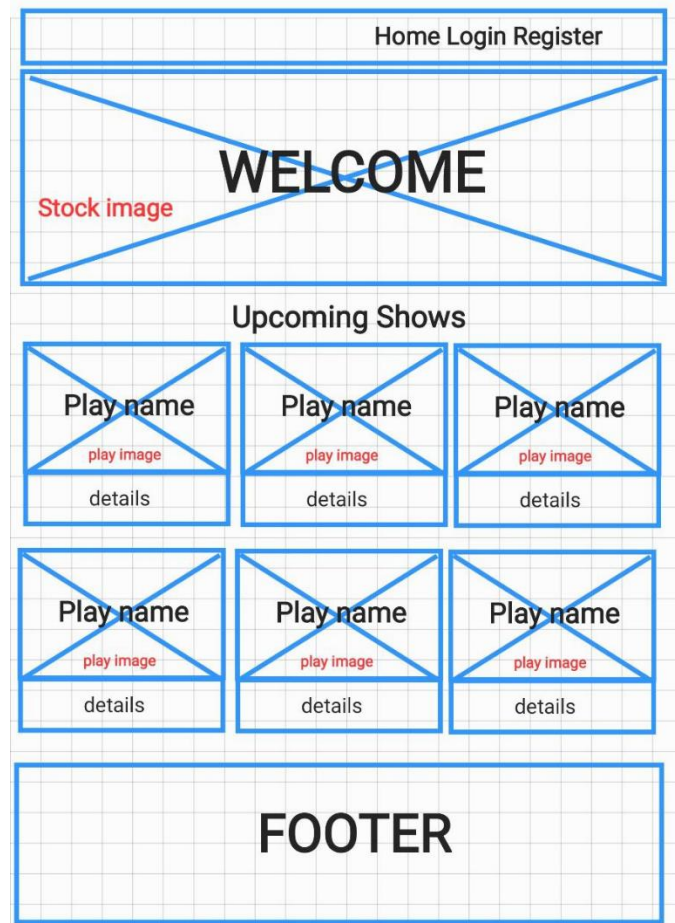 Home Login Register
WELCOME
Stock image
Upcoming Shows
Play name Play name Play name
play image play image play image
details details details
Play name Play name Play name
play image play image play image
details details details
FOOTER